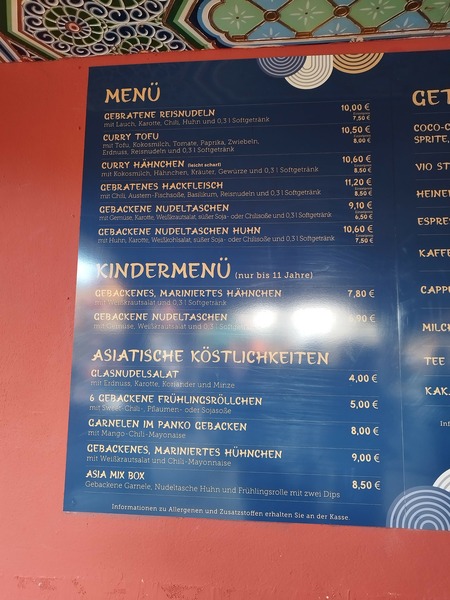 MENÜ
GEBRATENE REISNUDELN 10,00 €
mit Lauch, Karotte, Chili, Huhn und 0,3 l Softgetränk 7,50 €
CURRY TOFU 10,50 €
mit Tofu, Kokosmilch, Tomate, Paprika, Zwiebeln, 8,00 €
Erdnuss, Reisnudeln und 0,3 l Softgetränk
CURRY HÄHNCHEN (leicht scharf) 10,60 €
mit Kokosmilch, Hähnchen, Kräuter, Gewürze und 0,3 l Softgetränk 8,50 €
GEBRATENES HACKFLEISCH 11,20 €
mit Chili, Austern-Fischsoße, Basilikum, Reisnudeln und 0,3 l Softgetränk 8,50 €
GEBACKENE NUDELTASCHEN 9,10 €
mit Gemüse, Karotte, Weißkrautsalat, süßer Soja- oder Chilisoße und 0,3 l Softgetränk 6,50 €
GEBACKENE NUDELTASCHEN HUHN 10,60 €
mit Huhn, Karotte, Weißkohlsalat, süßer Soja- oder Chilisoße und 0,3 l Softgetränk 7,50 €
KINDERMENÜ (nur bis 11 Jahre)
GEBACKENES, MARINIERTES HÄHNCHEN 7,80 €
mit Weißkrautsalat und 0,3 l Softgetränk
GEBACKENE NUDELTASCHEN ,90 €
mit Gemüse, Weißkrautsalat und 0,3 l
ASIATISCHE KÖSTLICHKEITEN
GLASNUDELSALAT 4,00 €
mit Erdnuss, Karotte, Koriander und Minze
6 GEBACKENE FRÜHLINGSRÖLLCHEN 5,00 €
mit Sweet-Chili-, Pflaumen- oder Sojasoße
GARNELEN IM PANKO GEBACKEN 8,00 €
mit Mango-Chili-Mayonnaise
GEBACKENES, MARINIERTES HÜHNCHEN 9,00 €
mit Weißkrautsalat und Chili-Mayonnaise
ASIA MIX BOX 8,50 €
Gebackene Garnele, Nudeltasche Huhn und Frühlingsrolle mit zwei Dips
Informationen zu Allergenen und Zusatzstoffen erhalten Sie an der Kasse.
GET
COCO-C
SPRITE,
VIO ST
HEINE
ESPRE
KAFFE
CAPPU
MILCH
TEE
KAK
Inf